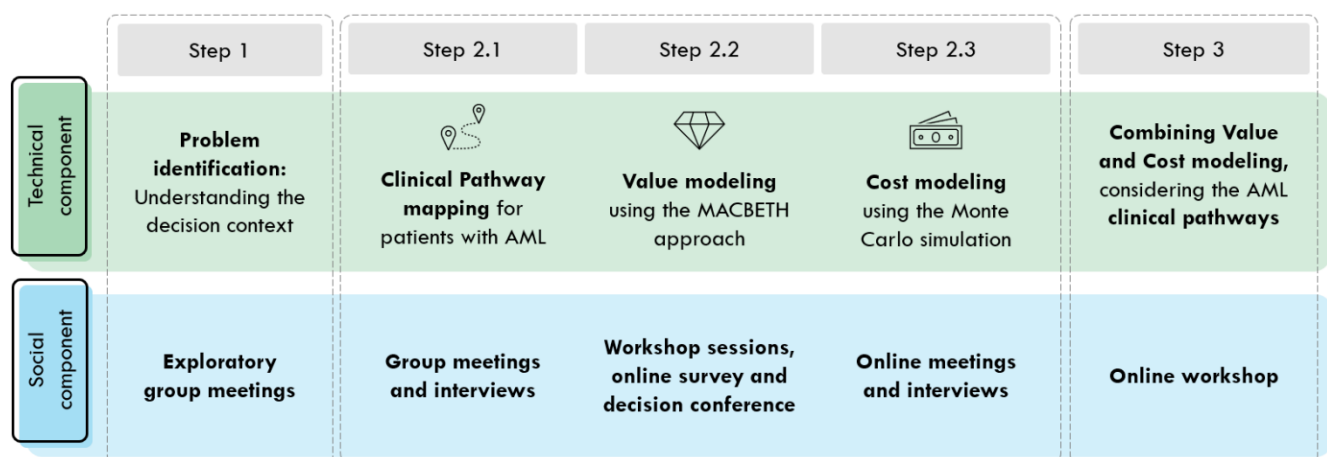 Step 1
Step 2.1
Step 2.2
Step 2.3
Step 3
Technical
component
Problem
identification:
Understanding the
decision context
Clinical Pathway
mapping for
patients with AML
Value modeling
using the MACBETH
approach
Cost modeling
using the Monte
Carlo simulation
Combining Value
and Cost modeling,
considering the AML
clinical pathways
Social
component
Exploratory
group meetings
Group meetings
and interviews
Workshop sessions,
online survey and
decision conference
Online meetings
and interviews
Online workshop